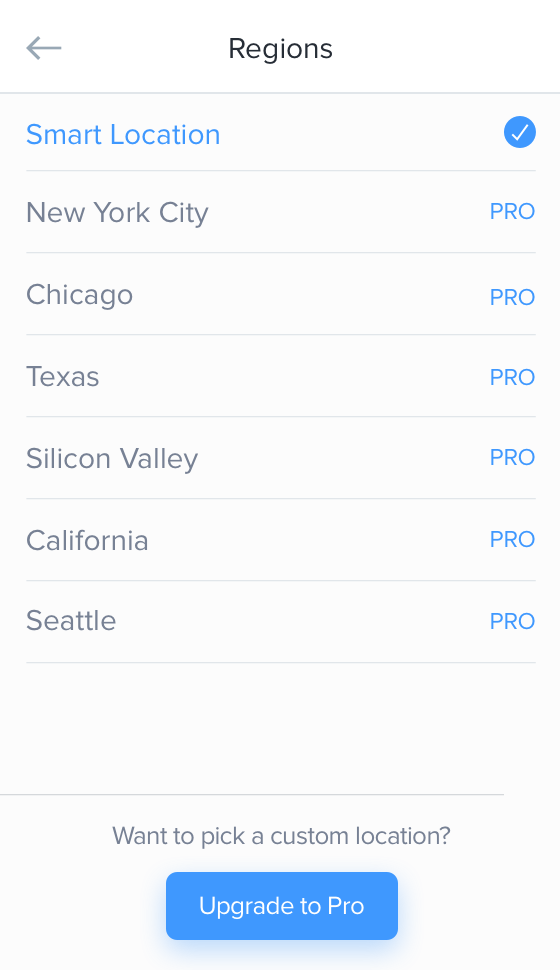 Regions
Smart Location
New York City PRO
Chicago PRO
Texas PRO
Silicon Valley PRO
California PRO
Seattle PRO
Want to pick a custom location?
Upgrade to Pro